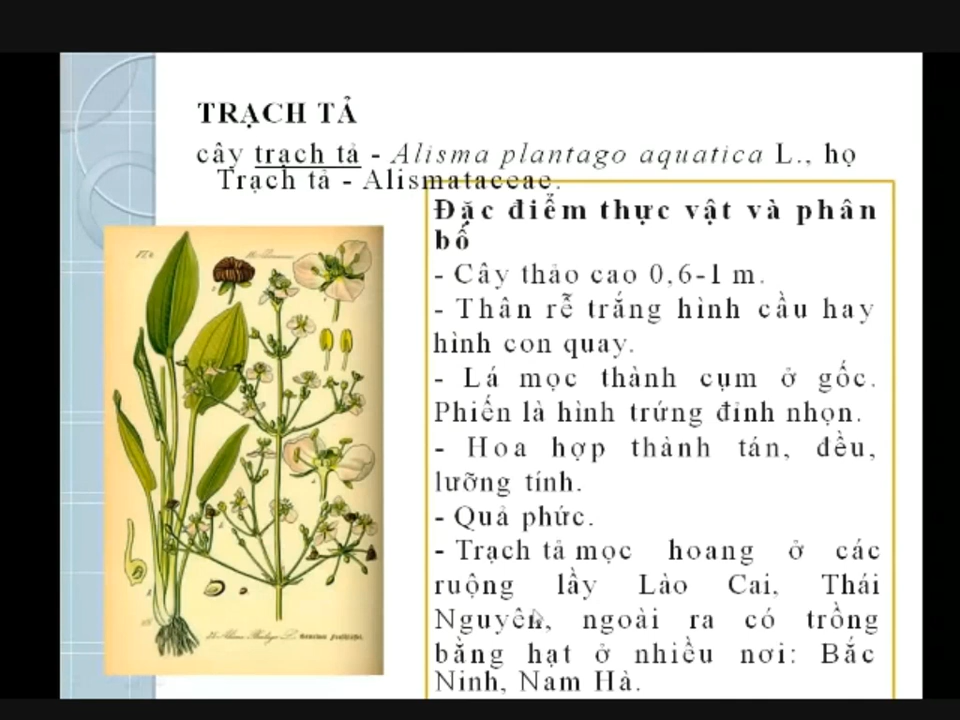 TRẠCH TẢ
cây trạch tả - Alisma plantago aquatica L., họ
Trạch tả - Alismataceae.
Đặc điểm thực vật và phân
bố
- Cây thảo cao 0,6-1 m.
- Thân rễ trắng hình cầu hay
hình con quay.
- Lá mọc thành cụm ở gốc.
Phiến là hình trứng đỉnh nhọn.
- Hoa hợp thành tán, đều,
lưỡng tính.
- Quả phức.
- Trạch tả mọc hoang ở các
ruộng lầy Lào Cai, Thái
Nguyên, ngoài ra có trồng
bằng hạt ở nhiều nơi: Bắc
Ninh, Nam Hà.